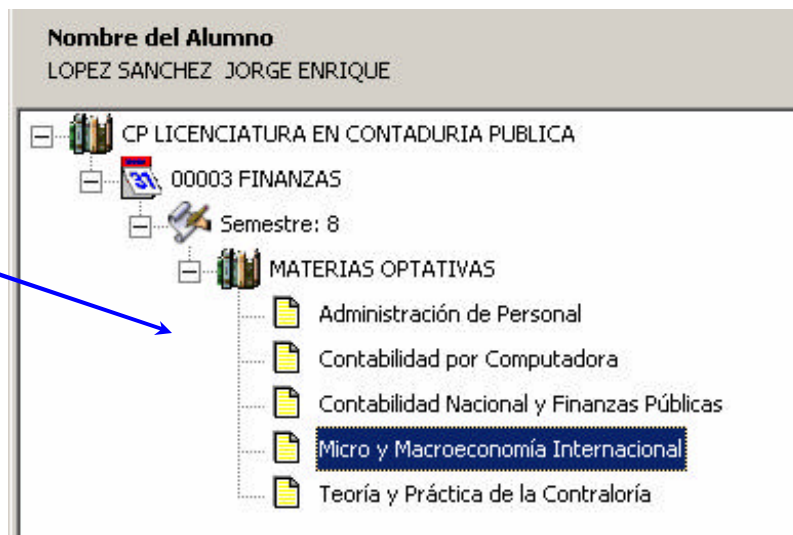 Nombre del Alumno
LOPEZ SANCHEZ JORGE ENRIQUE
CP LICENCIATURA EN CONTADURIA PUBLICA
00003 FINANZAS
Semestre: 8
MATERIAS OPTATIVAS
Administración de Personal
Contabilidad por Computadora
Contabilidad Nacional y Finanzas Públicas
Micro y Macroeconomía Internacional
Teoría y Práctica de la Contraloría